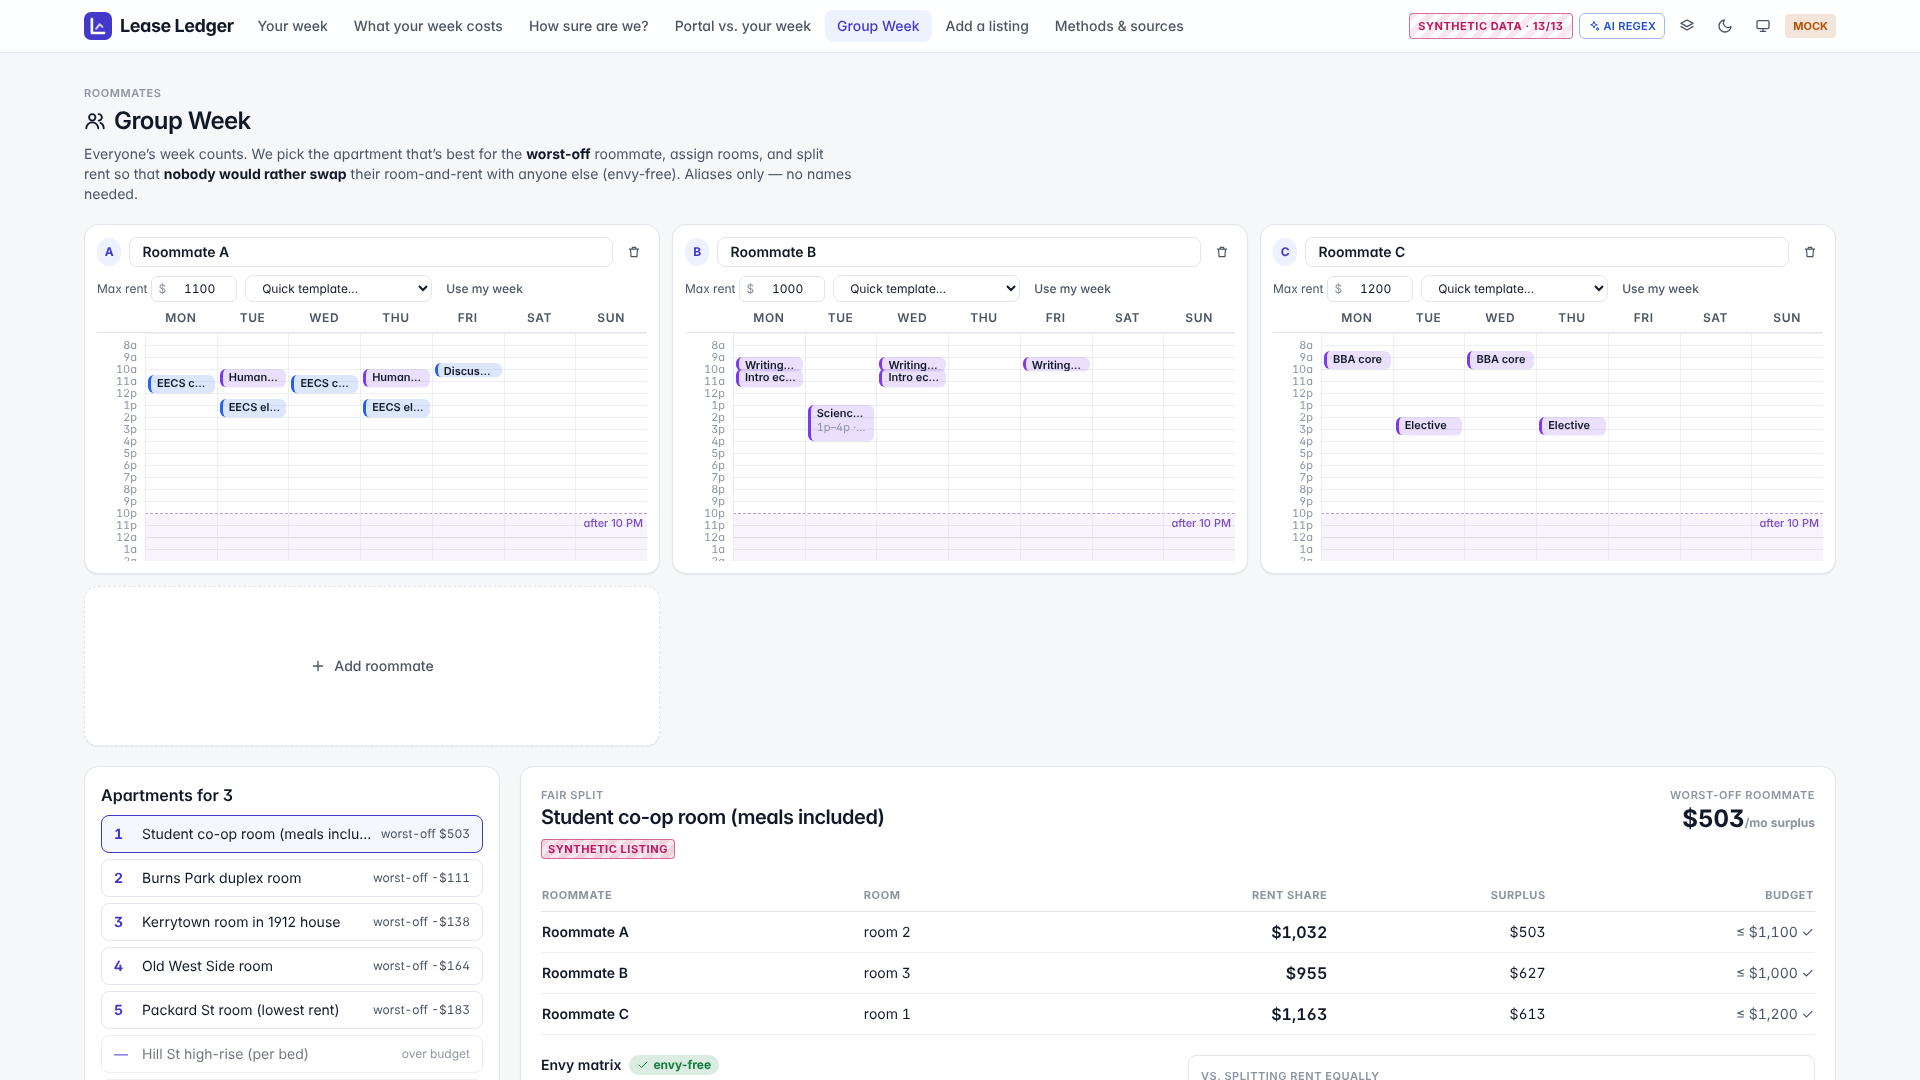 Lease Ledger Your week What your week costs How sure are we? Portal vs. your week Group Week Add a listing Methods & sources SYNTHETIC DATA · 13/13 AI REGEX MOCK
ROOMMATES
Group Week
Everyone's week counts. We pick the apartment that's best for the worst-off roommate, assign rooms, and split
rent so that nobody would rather swap their room-and-rent with anyone else (envy-free). Aliases only — no names
needed.
A Roommate A
Max rent $ 1100 Quick template... Use my week
MON TUE WED THU FRI SAT SUN
8a
9a
10a
11a
12p
1p
2p
3p
4p
5p
6p
7p
8p
9p
10p
11p
12a
1a
EECS c...
Human...
EECS c...
Human...
Discus...
EECS el...
EECS el...
after 10 PM
B Roommate B
Max rent $ 1000 Quick template... Use my week
MON TUE WED THU FRI SAT SUN
8a
9a
10a
11a
12p
1p
2p
3p
4p
5p
6p
7p
8p
9p
10p
11p
12a
1a
Writing...
Intro ec...
Writing...
Intro ec...
Writing...
Scienc...
1p–4p ·...
after 10 PM
C Roommate C
Max rent $ 1200 Quick template... Use my week
MON TUE WED THU FRI SAT SUN
8a
9a
10a
11a
12p
1p
2p
3p
4p
5p
6p
7p
8p
9p
10p
11p
12a
1a
BBA core
BBA core
Elective
Elective
after 10 PM
+ Add roommate
Apartments for 3
1 Student co-op room (meals inclu... worst-off $503
2 Burns Park duplex room worst-off -$111
3 Kerrytown room in 1912 house worst-off -$138
4 Old West Side room worst-off -$164
5 Packard St room (lowest rent) worst-off -$183
— Hill St high-rise (per bed) over budget
FAIR SPLIT
Student co-op room (meals included)
SYNTHETIC LISTING
WORST-OFF ROOMMATE
$503/mo surplus
ROOMMATE ROOM RENT SHARE SURPLUS BUDGET
Roommate A room 2 $1,032 $503 ≤ $1,100 ✓
Roommate B room 3 $955 $627 ≤ $1,000 ✓
Roommate C room 1 $1,163 $613 ≤ $1,200 ✓
Envy matrix ✓ envy-free
VS. SPLITTING RENT EQUALLY